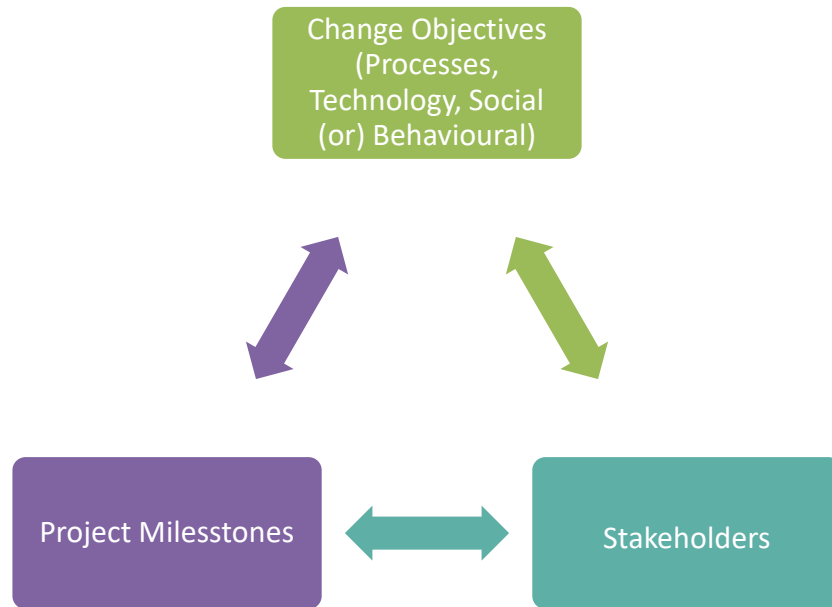 Change Objectives
(Processes,
Technology, Social
(or) Behavioural)
Project Milesstones
Stakeholders